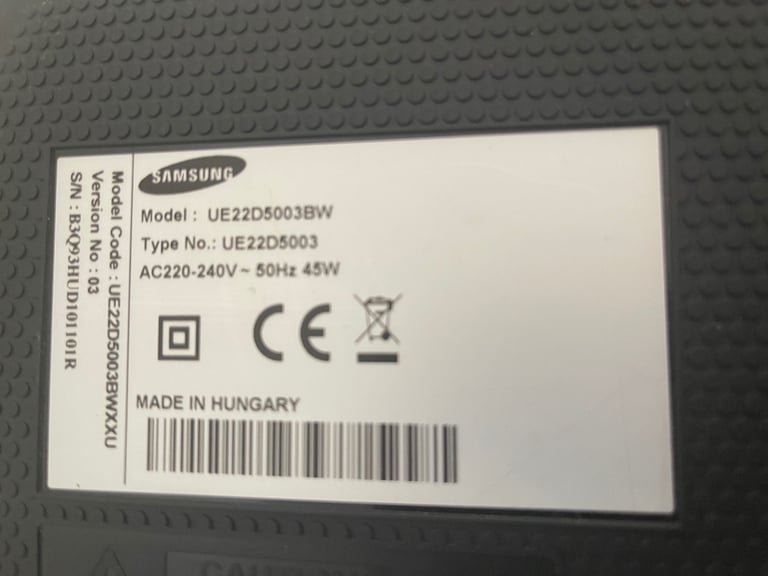 SAMSUNG
Model : UE22D5003BW
Type No.: UE22D5003
AC220-240V ~ 50Hz 45W
CE
MADE IN HUNGARY
Model Code : UE22D5003BWXXU
Version No : 03
S/N : B3Q93HUD101101R